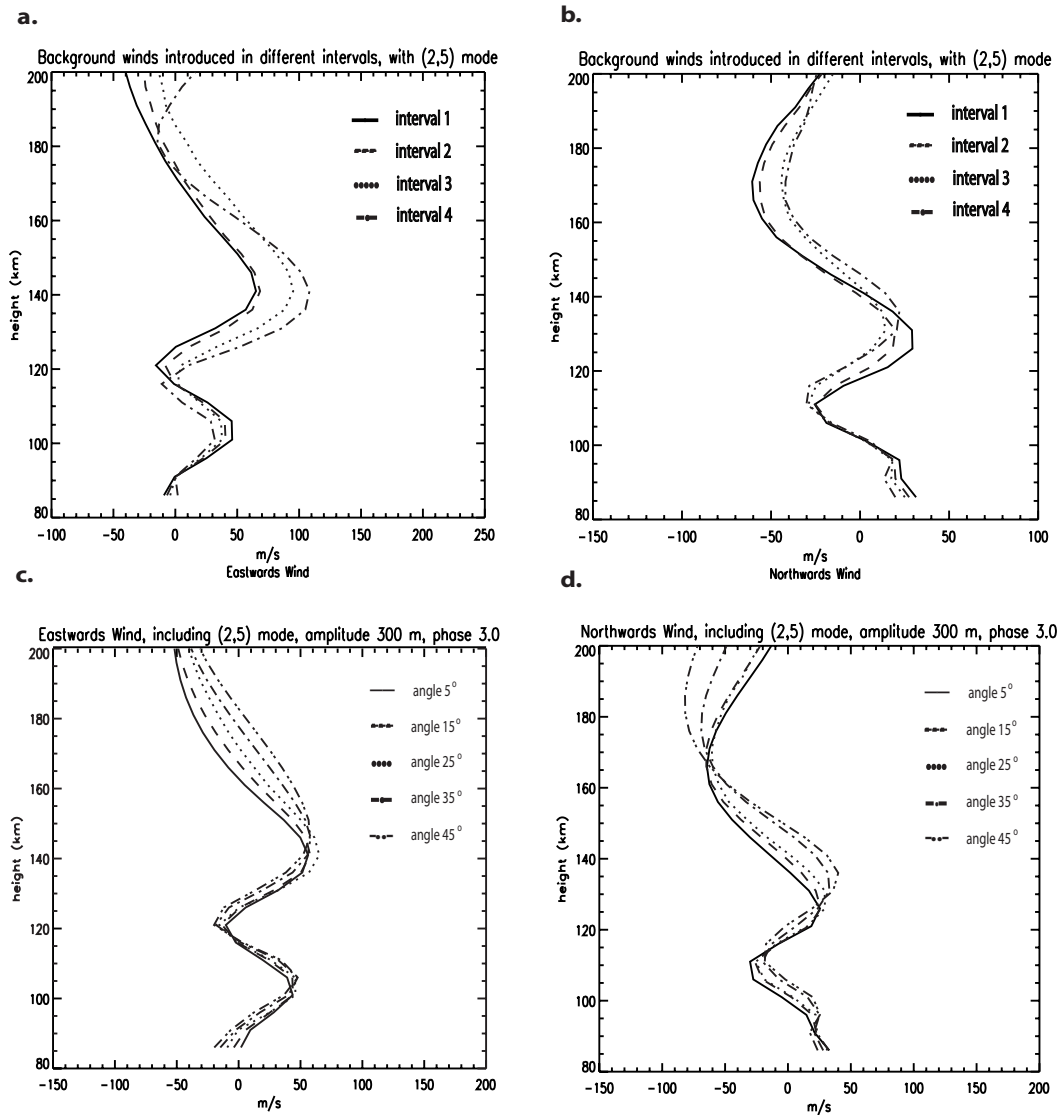 a.
Background winds introduced in different intervals, with (2,5) mode
200
180
160
140
120
100
80
height (km)
interval 1
interval 2
interval 3
interval 4
-100 -50 0 50 100 150 200 250
m/s
Eastwards Wind
b.
Background winds introduced in different intervals, with (2,5) mode
200
180
160
140
120
100
80
height (km)
interval 1
interval 2
interval 3
interval 4
-150 -100 -50 0 50 100
m/s
Northwards Wind
c.
Eastwards Wind, including (2,5) mode, amplitude 300 m, phase 3.0
200
180
160
140
120
100
80
height (km)
angle 5°
angle 15°
angle 25°
angle 35°
angle 45°
-150 -100 -50 0 50 100 150 200
m/s
d.
Northwards Wind, including (2,5) mode, amplitude 300 m, phase 3.0
200
180
160
140
120
100
80
height (km)
angle 5°
angle 15°
angle 25°
angle 35°
angle 45°
-150 -100 -50 0 50 100 150 200
m/s